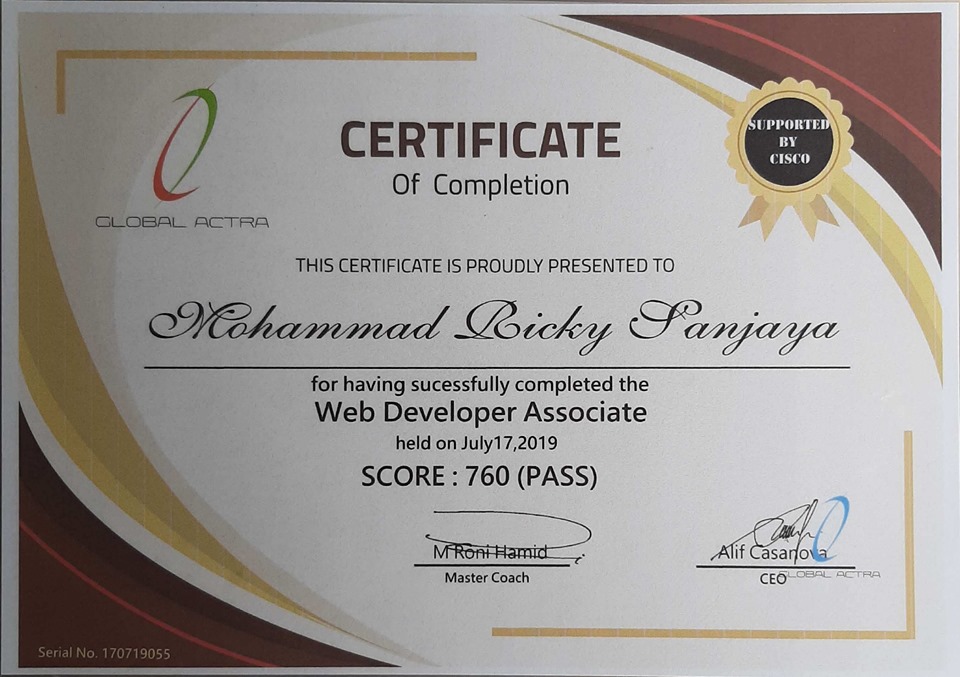 CERTIFICATE
Of Completion
SUPPORTED
BY
CISCO
GLOBAL ACTRA
THIS CERTIFICATE IS PROUDLY PRESENTED TO
Mohammad Ricky Sanjaya
for having sucessfully completed the
Web Developer Associate
held on July17,2019
SCORE : 760 (PASS)
M Roni Hamid
Master Coach
Alif Casanova
CEO
GLOBAL ACTRA
Serial No. 170719055